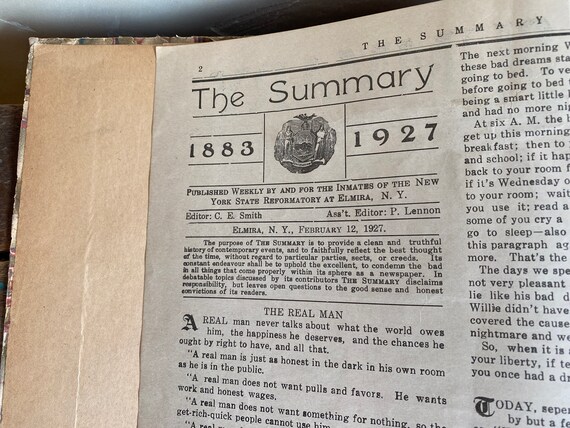 2
THE SUMMARY
The Summary
1883 1927
PUBLISHED WEEKLY BY AND FOR THE INMATES OF THE NEW
YORK STATE REFORMATORY AT ELMIRA, N. Y.
Editor: C. E. Smith Ass't. Editor: P. Lennon
ELMIRA, N. Y., FEBRUARY 12, 1927.
The purpose of THE SUMMARY is to provide a clean and truthful
history of contemporary events, and to faithfully reflect the best thought
of the time, without regard to particular parties, sects, or creeds. Its
constant endeavour shall be to uphold the excellent, to condemn the bad
in all things that come properly within its sphere as a newspaper. In
debatable topics discussed by its contributors THE SUMMARY disclaims
responsibility, but leaves open questions to the good sense and honest
convictions of its readers.
THE REAL MAN
A REAL man never talks about what the world owes
him, the happiness he deserves, and the chances he
ought by right to have, and all that.
"A real man is just as honest in the dark in his own room
as he is in the public.
"A real man does not want pulls and favors. He wants
work and honest wages.
"A real man does not want something for nothing, so the
get-rich-quick people cannot use him
The next morning
these bad dreams
going to bed. To
before going to bed
being a smart little
and had no more
At six A. M. the
get up this morning
breakfast; then to
and school; if it
back to your room
if it's Wednesday
to your room;
you use it; read a
some of you cry a
go to sleep—also
this paragraph
more. That's the
The days we
not very pleasant
lie like his bad
Willie didn't have
covered the cause
nightmare and
So, when it is
your liberty, if
you once had a
TODAY,
by but a